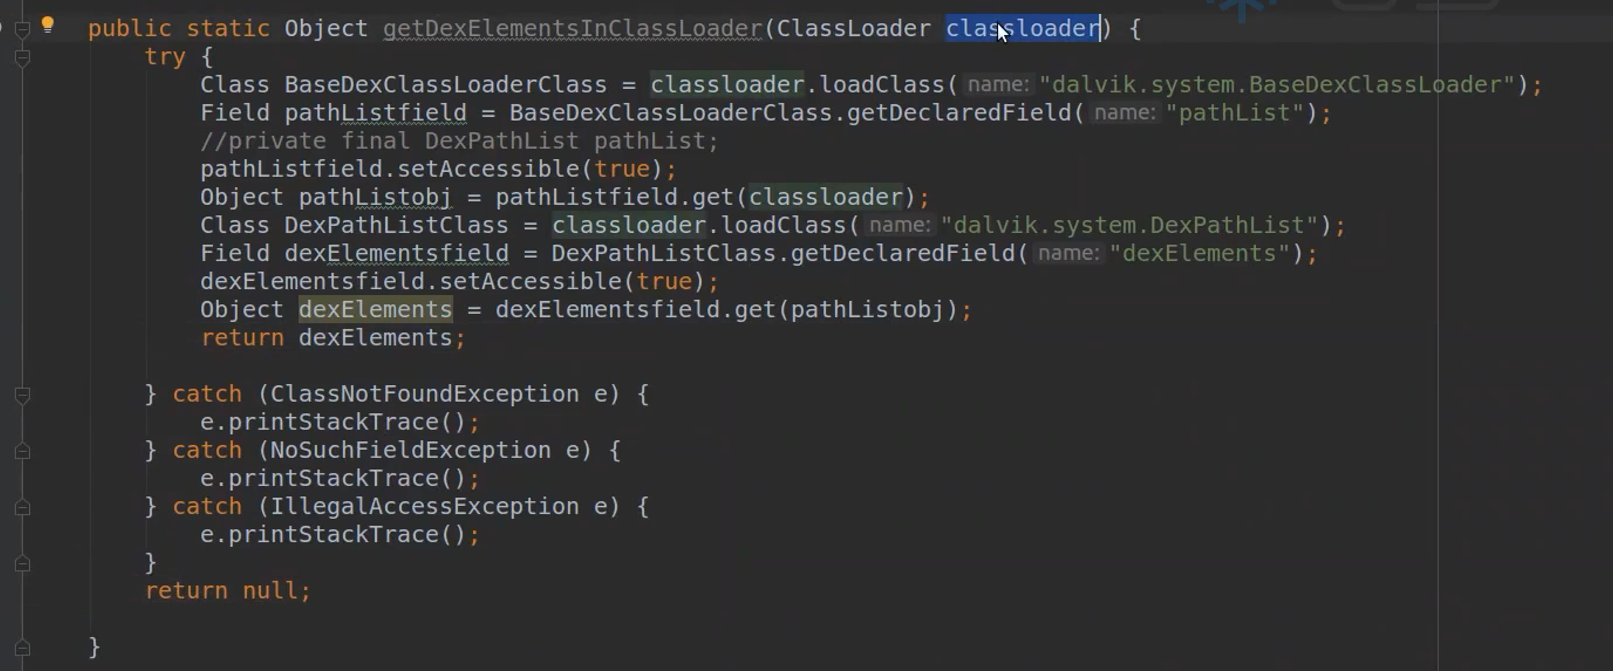 public static Object getDexElementsInClassLoader(ClassLoader classloader) {
try {
Class BaseDexClassLoaderClass = classloader.loadClass( name: "dalvik.system.BaseDexClassLoader");
Field pathListfield = BaseDexClassLoaderClass.getDeclaredField( name: "pathList");
//private final DexPathList pathList;
pathListfield.setAccessible(true);
Object pathListobj = pathListfield.get(classloader);
Class DexPathListClass = classloader.loadClass( name: "dalvik.system.DexPathList");
Field dexElementsfield = DexPathListClass.getDeclaredField( name: "dexElements");
dexElementsfield.setAccessible(true);
Object dexElements = dexElementsfield.get(pathListobj);
return dexElements;
} catch (ClassNotFoundException e) {
e.printStackTrace();
} catch (NoSuchFieldException e) {
e.printStackTrace();
} catch (IllegalAccessException e) {
e.printStackTrace();
}
return null;
}